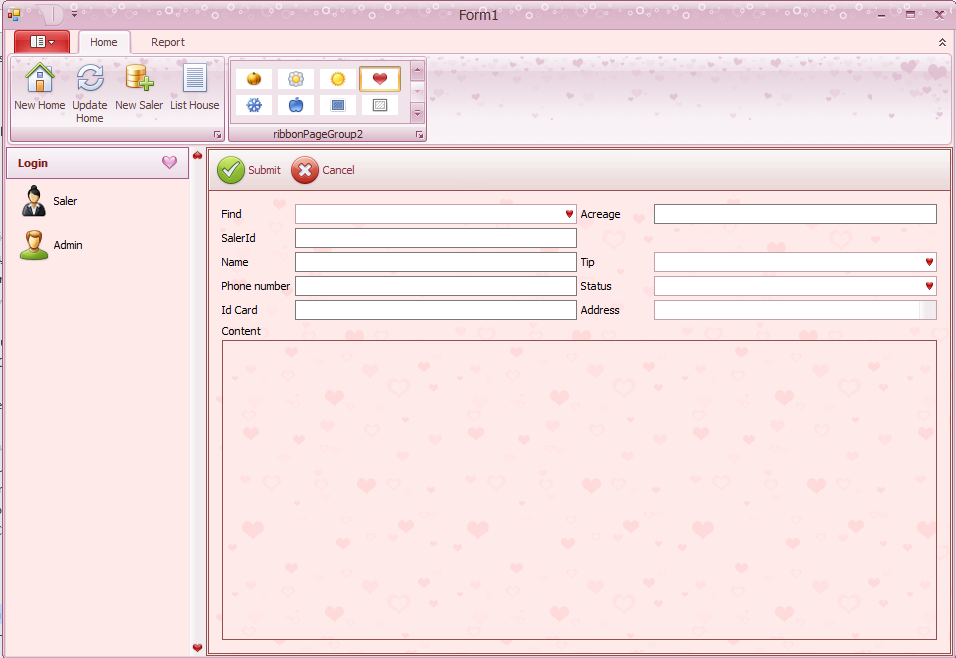 Form1
Home
Report
New Home
Update
Home
New Saler
List House
ribbonPageGroup2
Login
Saler
Admin
Submit
Cancel
Find
Acreage
SalerId
Name
Tip
Phone number
Status
Id Card
Address
Content